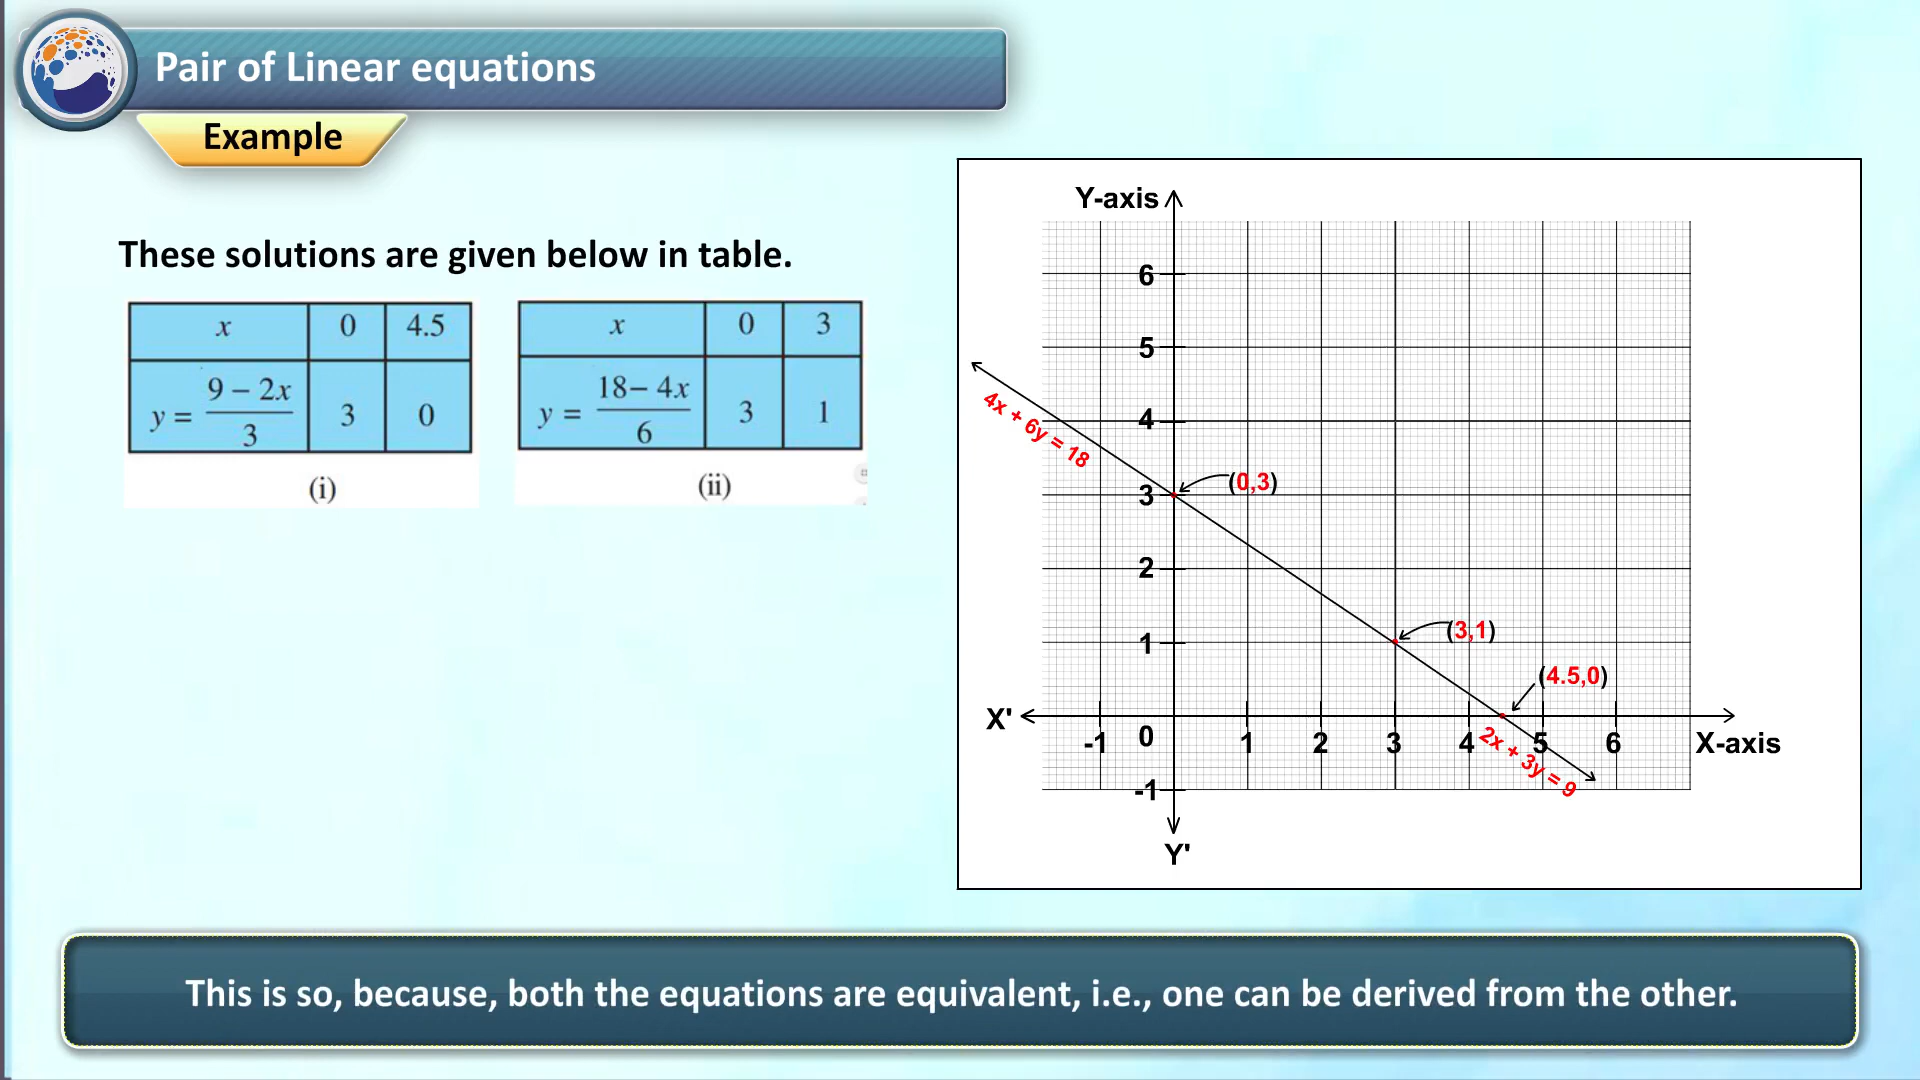 Pair of Linear equations
Example
These solutions are given below in table.
x 0 4.5
y = (9 – 2x)/3 3 0
(i)
x 0 3
y = (18– 4x)/6 3 1
(ii)
Y-axis
6
5
4
4x + 6y = 18
3
(0,3)
2
1
(3,1)
(4.5,0)
X'
-1 0 1 2 3 4 5 6
X-axis
2x + 3y = 9
-1
Y'
This is so, because, both the equations are equivalent, i.e., one can be derived from the other.